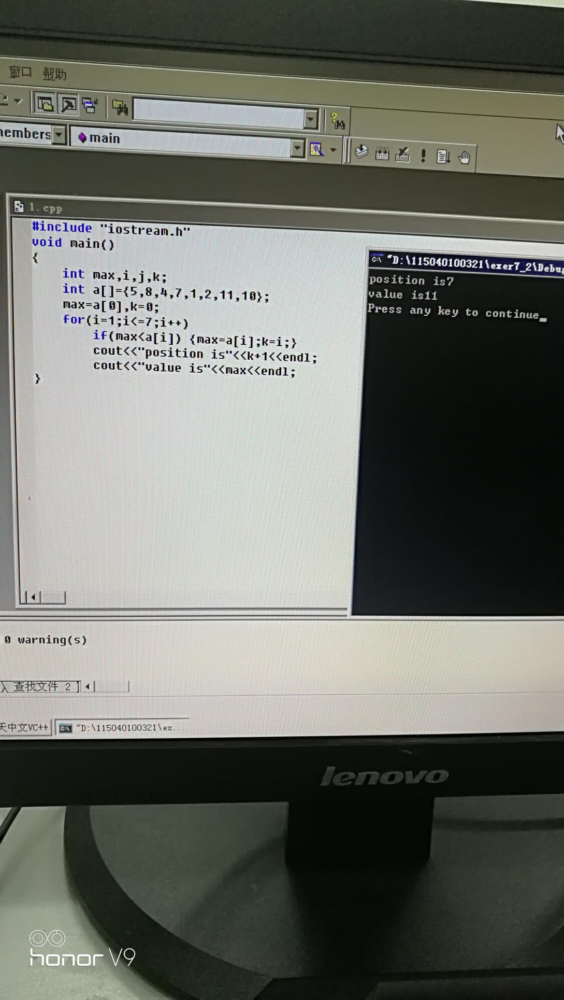 窗口 帮助
members
main
1.cpp
#include "iostream.h"
void main()
{
int max,i,j,k;
int a[]={5,8,4,7,1,2,11,10};
max=a[0],k=0;
for(i=1;i<=7;i++)
if(max<a[i]) {max=a[i];k=i;}
cout<<"position is"<<k+1<<endl;
cout<<"value is"<<max<<endl;
}
"D:\115040100321\exer7_2\Debug
position is7
value is11
Press any key to continue
0 warning(s)
查找文件 2
天中文VC++
"D:\115040100321\ex...
lenovo
honor V9